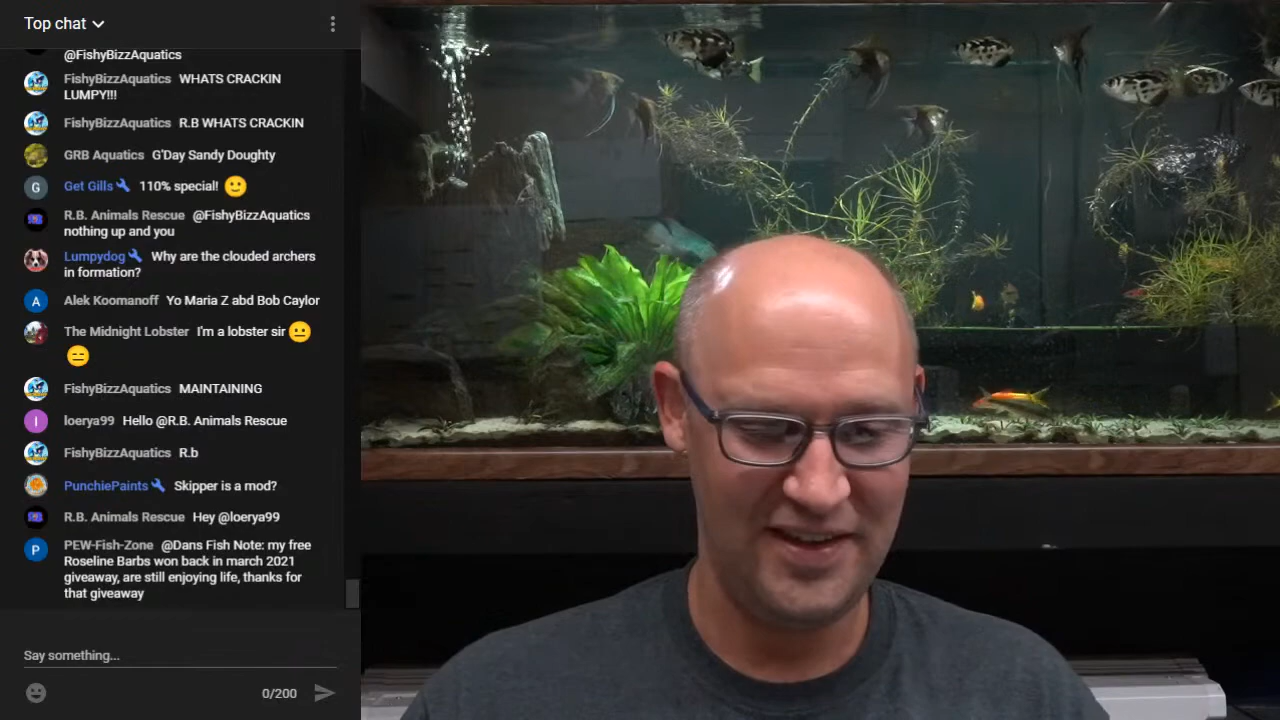 Top chat
@FishyBizzAquatics
FishyBizzAquatics WHATS CRACKIN
LUMPY!!!
FishyBizzAquatics R.B WHATS CRACKIN
GRB Aquatics G'Day Sandy Doughty
G Get Gills 110% special! 🙂
R.B. Animals Rescue @FishyBizzAquatics
nothing up and you
Lumpydog Why are the clouded archers
in formation?
A Alek Koomanoff Yo Maria Z abd Bob Caylor
The Midnight Lobster I'm a lobster sir 😐
😑
FishyBizzAquatics MAINTAINING
l loerya99 Hello @R.B. Animals Rescue
FishyBizzAquatics R.b
PunchiePaints Skipper is a mod?
R.B. Animals Rescue Hey @loerya99
P PEW-Fish-Zone @Dans Fish Note: my free
Roseline Barbs won back in march 2021
giveaway, are still enjoying life, thanks for
that giveaway
Say something...
0/200